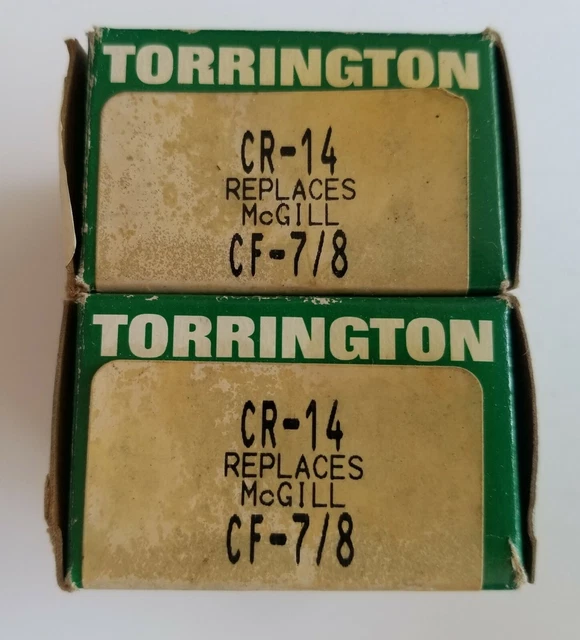 TORRINGTON
CR-14
REPLACES
McGILL
CF-7/8
TORRINGTON
CR-14
REPLACES
McGILL
CF-7/8